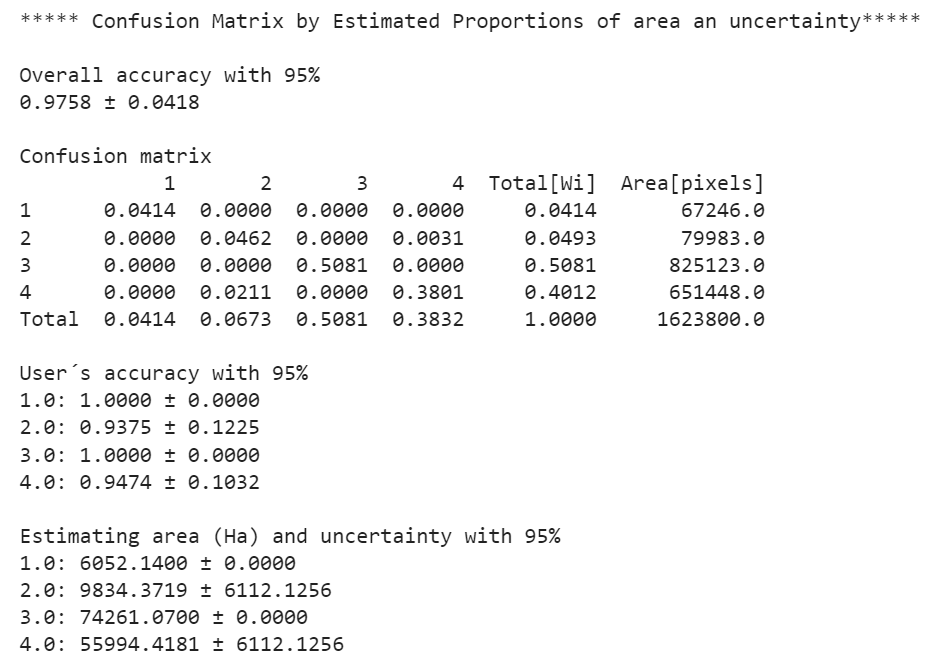 ***** Confusion Matrix by Estimated Proportions of area an uncertainty*****
Overall accuracy with 95%
0.9758 ± 0.0418
Confusion matrix
1 2 3 4 Total[Wi] Area[pixels]
1 0.0414 0.0000 0.0000 0.0000 0.0414 67246.0
2 0.0000 0.0462 0.0000 0.0031 0.0493 79983.0
3 0.0000 0.0000 0.5081 0.0000 0.5081 825123.0
4 0.0000 0.0211 0.0000 0.3801 0.4012 651448.0
Total 0.0414 0.0673 0.5081 0.3832 1.0000 1623800.0
User´s accuracy with 95%
1.0: 1.0000 ± 0.0000
2.0: 0.9375 ± 0.1225
3.0: 1.0000 ± 0.0000
4.0: 0.9474 ± 0.1032
Estimating area (Ha) and uncertainty with 95%
1.0: 6052.1400 ± 0.0000
2.0: 9834.3719 ± 6112.1256
3.0: 74261.0700 ± 0.0000
4.0: 55994.4181 ± 6112.1256